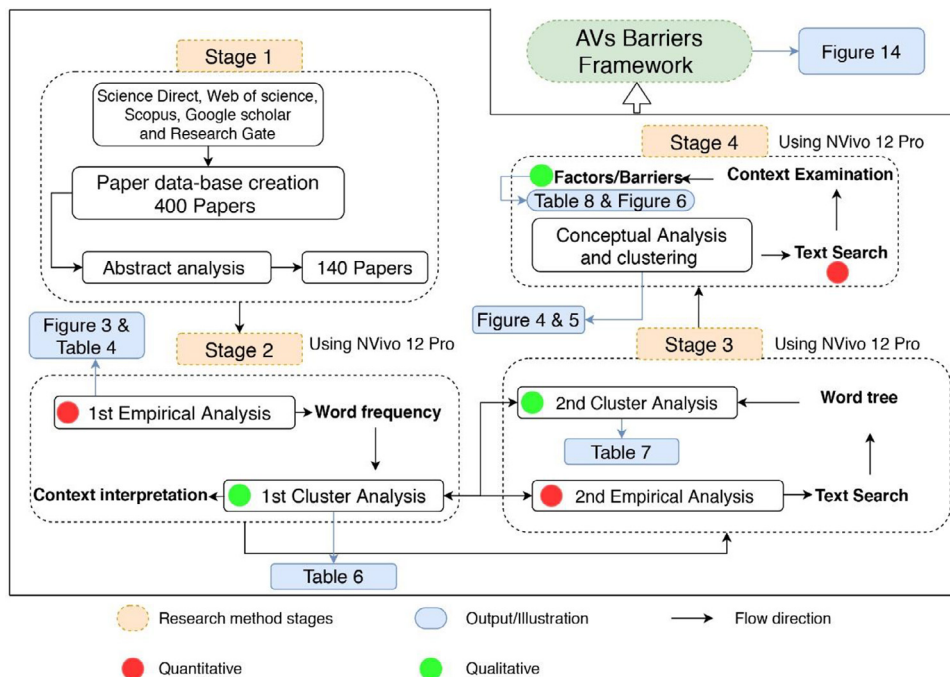 Stage 1
Science Direct, Web of science,
Scopus, Google scholar
and Research Gate
Paper data-base creation
400 Papers
Abstract analysis
140 Papers
AVs Barriers
Framework
Figure 14
Stage 4
Using NVivo 12 Pro
Factors/Barriers
Context Examination
Table 8 & Figure 6
Conceptual Analysis
and clustering
Text Search
Figure 4 & 5
Figure 3 &
Table 4
Stage 2
Using NVivo 12 Pro
1st Empirical Analysis
Word frequency
Context interpretation
1st Cluster Analysis
Table 6
Stage 3
Using NVivo 12 Pro
2nd Cluster Analysis
Word tree
Table 7
2nd Empirical Analysis
Text Search
Research method stages
Output/Illustration
Flow direction
Quantitative
Qualitative